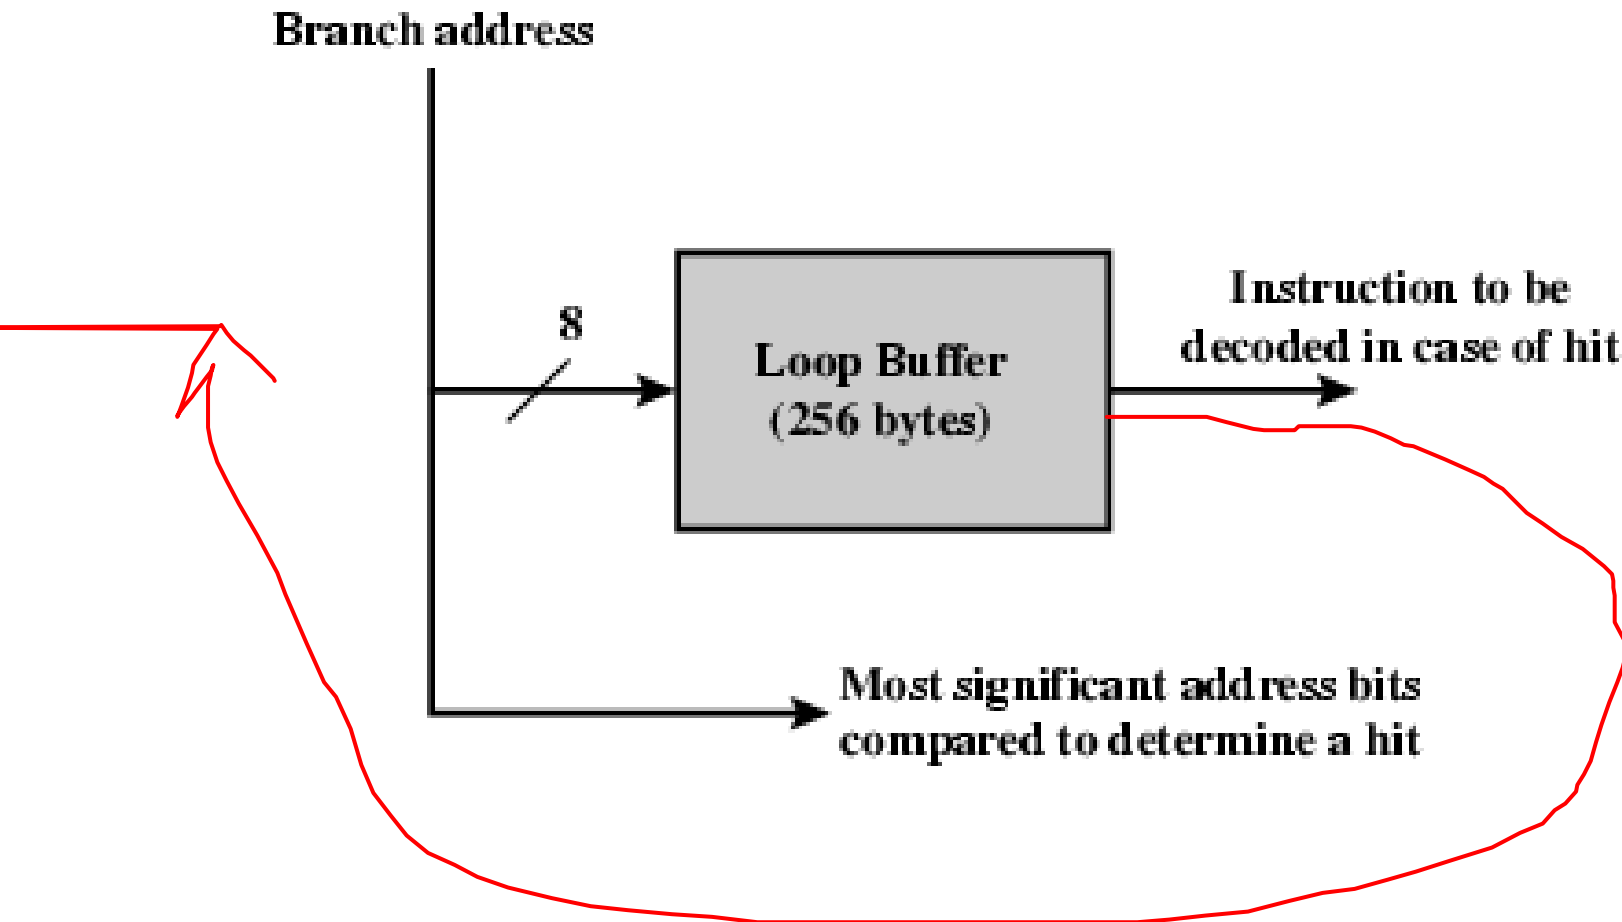 Branch address
8
Loop Buffer
(256 bytes)
Instruction to be
decoded in case of hit
Most significant address bits
compared to determine a hit